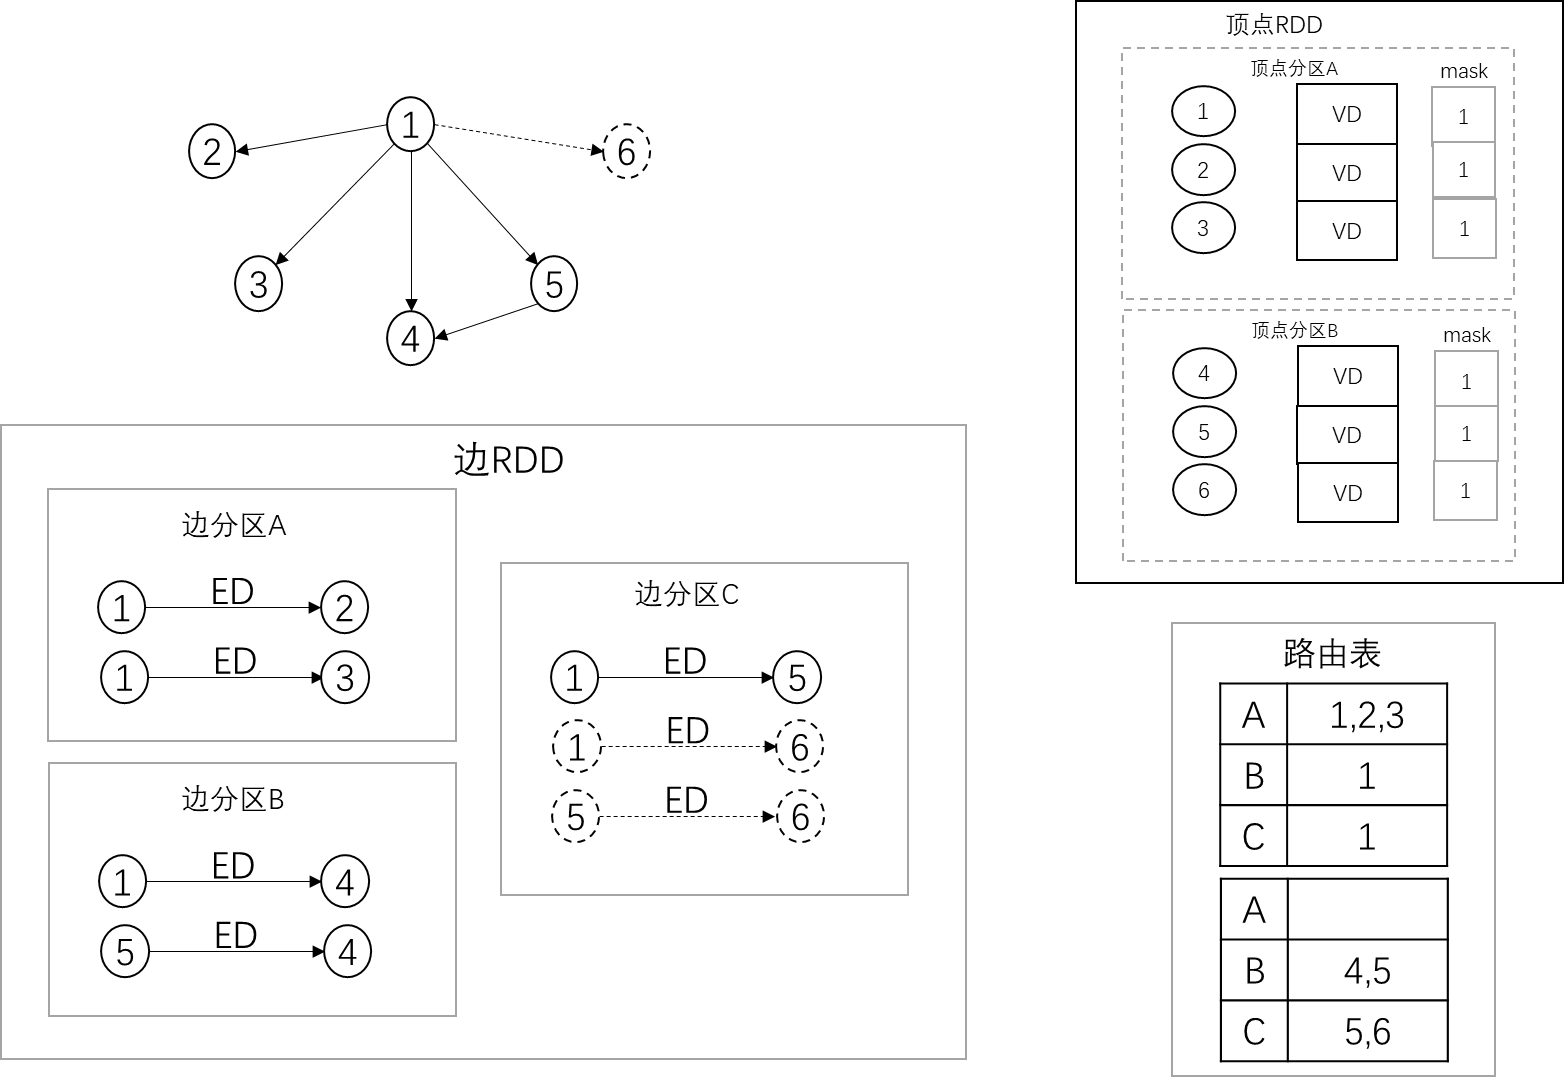 1
2
6
3
5
4
边RDD
边分区A
1 ED 2
1 ED 3
边分区B
1 ED 4
5 ED 4
边分区C
1 ED 5
1 ED 6
5 ED 6
顶点RDD
顶点分区A mask
1 VD 1
2 VD 1
3 VD 1
顶点分区B mask
4 VD 1
5 VD 1
6 VD 1
路由表
A 1,2,3
B 1
C 1
A
B 4,5
C 5,6